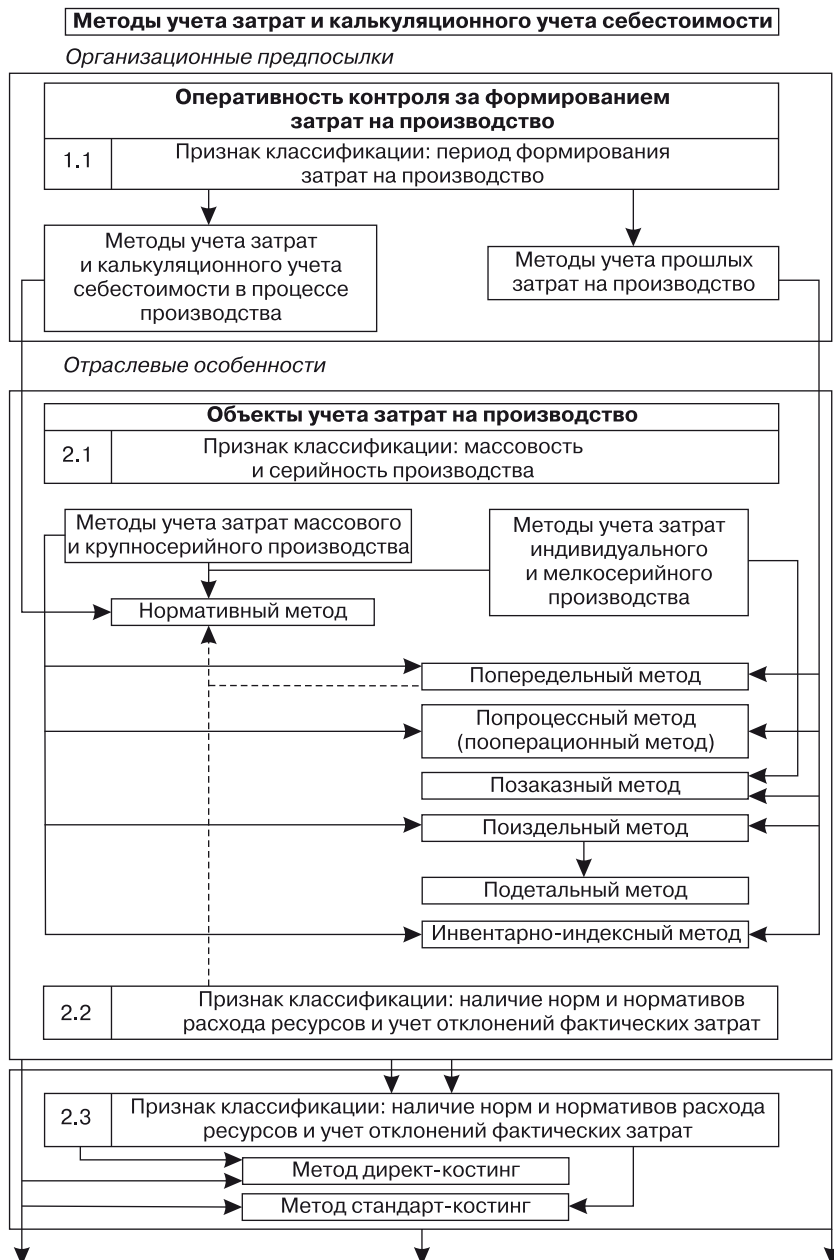 Методы учета затрат и калькуляционного учета себестоимости
Организационные предпосылки
Оперативность контроля за формированием
затрат на производство
1.1
Признак классификации: период формирования
затрат на производство
Методы учета затрат
и калькуляционного учета
себестоимости в процессе
производства
Методы учета прошлых
затрат на производство
Отраслевые особенности
Объекты учета затрат на производство
2.1
Признак классификации: массовость
и серийность производства
Методы учета затрат массового
и крупносерийного производства
Методы учета затрат
индивидуального
и мелкосерийного
производства
Нормативный метод
Попередельный метод
Попроцессный метод
(пооперационный метод)
Позаказный метод
Поиздельный метод
Подетальный метод
Инвентарно-индексный метод
2.2
Признак классификации: наличие норм и нормативов
расхода ресурсов и учет отклонений фактических затрат
2.3
Признак классификации: наличие норм и нормативов расхода
ресурсов и учет отклонений фактических затрат
Метод директ-костинг
Метод стандарт-костинг